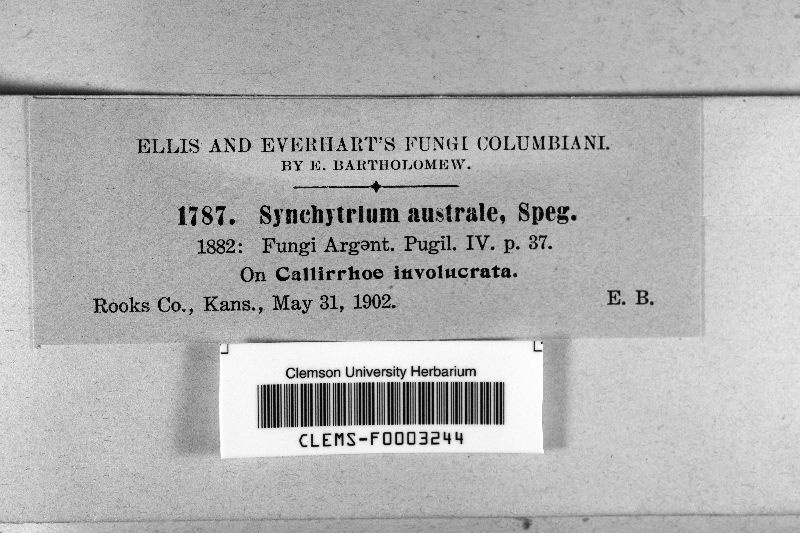 ELLIS AND EVERHART'S FUNGI COLUMBIANI.
BY E. BARTHOLOMEW.
1787. Synchytrium australe, Speg.
1882: Fungi Argent. Pugil. IV. p. 37.
On Callirrhoe involucrata.
Rooks Co., Kans., May 31, 1902. E. B.
Clemson University Herbarium
CLEMS-F0003244